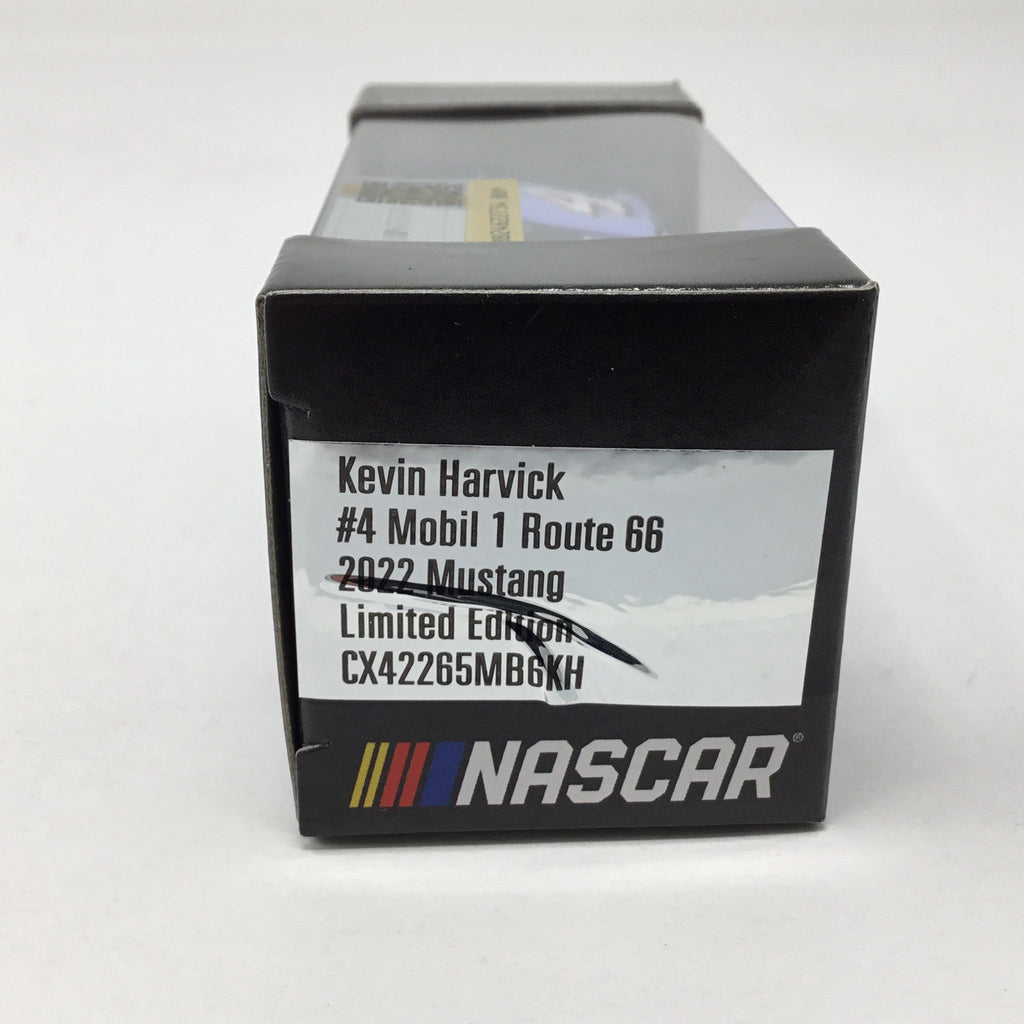 Kevin Harvick
#4 Mobil 1 Route 66
2022 Mustang
Limited Edition
CX42265MB6KH
NASCAR®